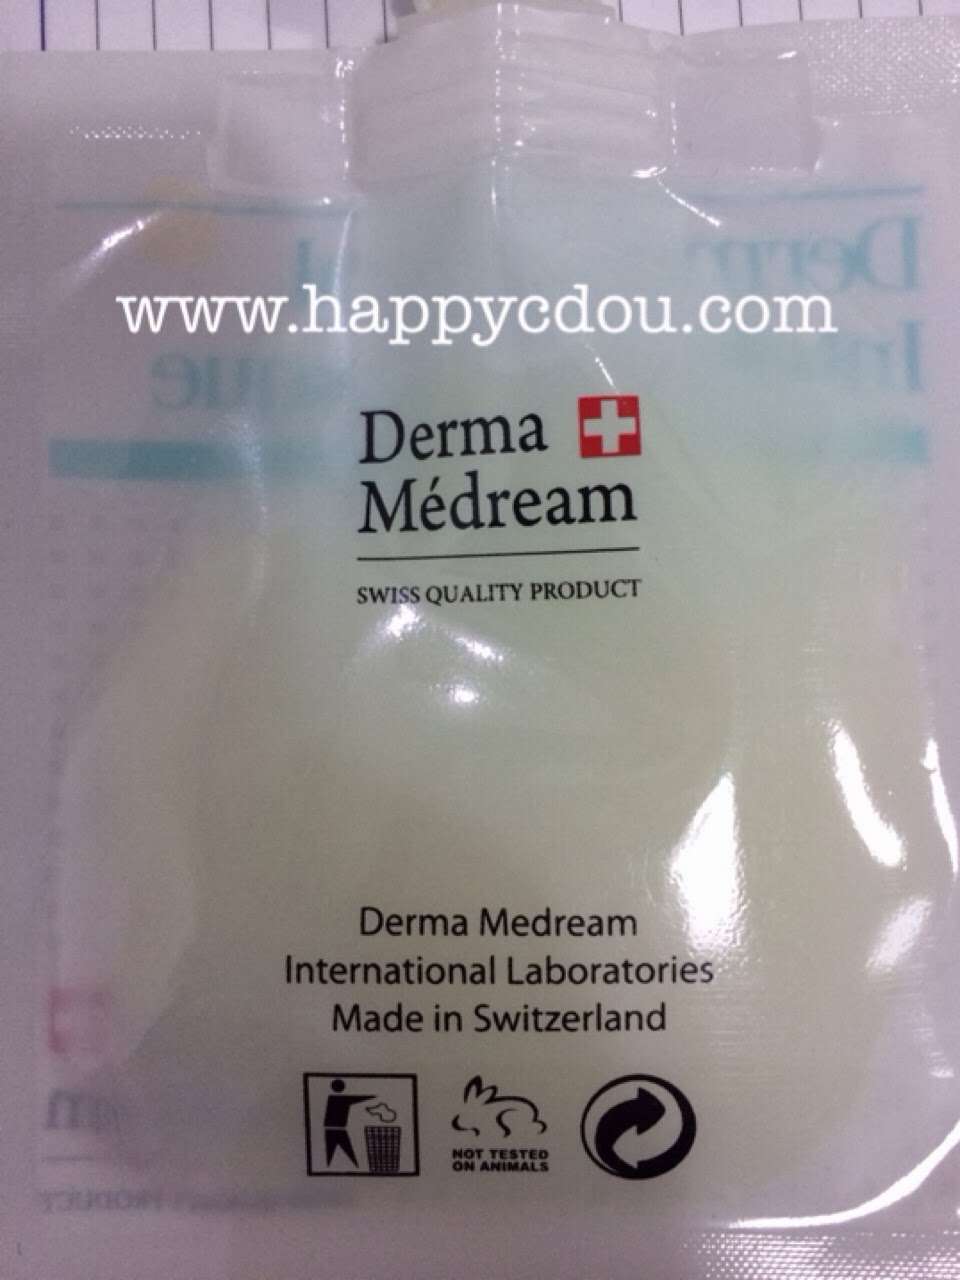 www.happycdou.com
Derma
Médream
SWISS QUALITY PRODUCT
Derma Medream
International Laboratories
Made in Switzerland
NOT TESTED
ON ANIMALS